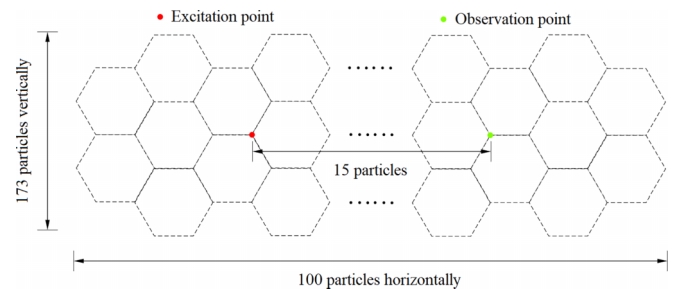 Excitation point
Observation point
173 particles vertically
15 particles
100 particles horizontally